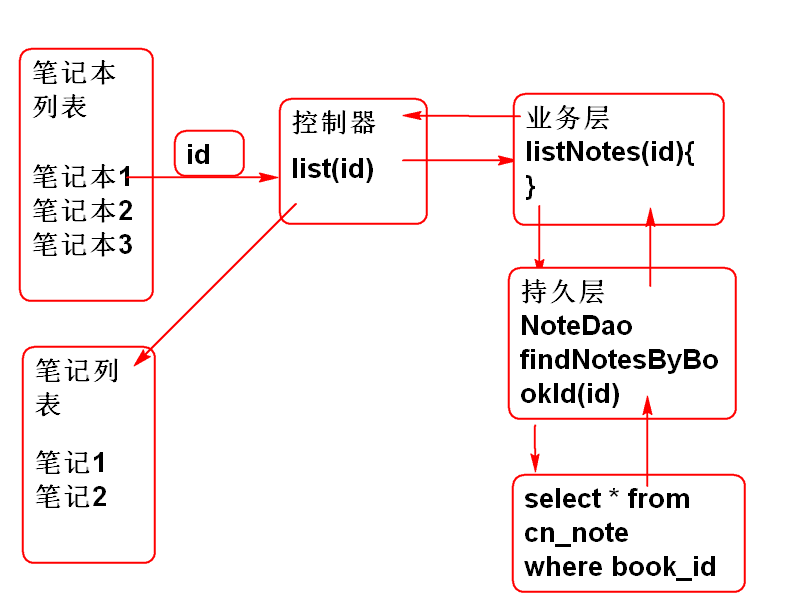 笔记本
列表
笔记本1
笔记本2
笔记本3
id
控制器
list(id)
业务层
listNotes(id){
}
持久层
NoteDao
findNotesByBo
okId(id)
select * from
cn_note
where book_id
笔记列
表
笔记1
笔记2